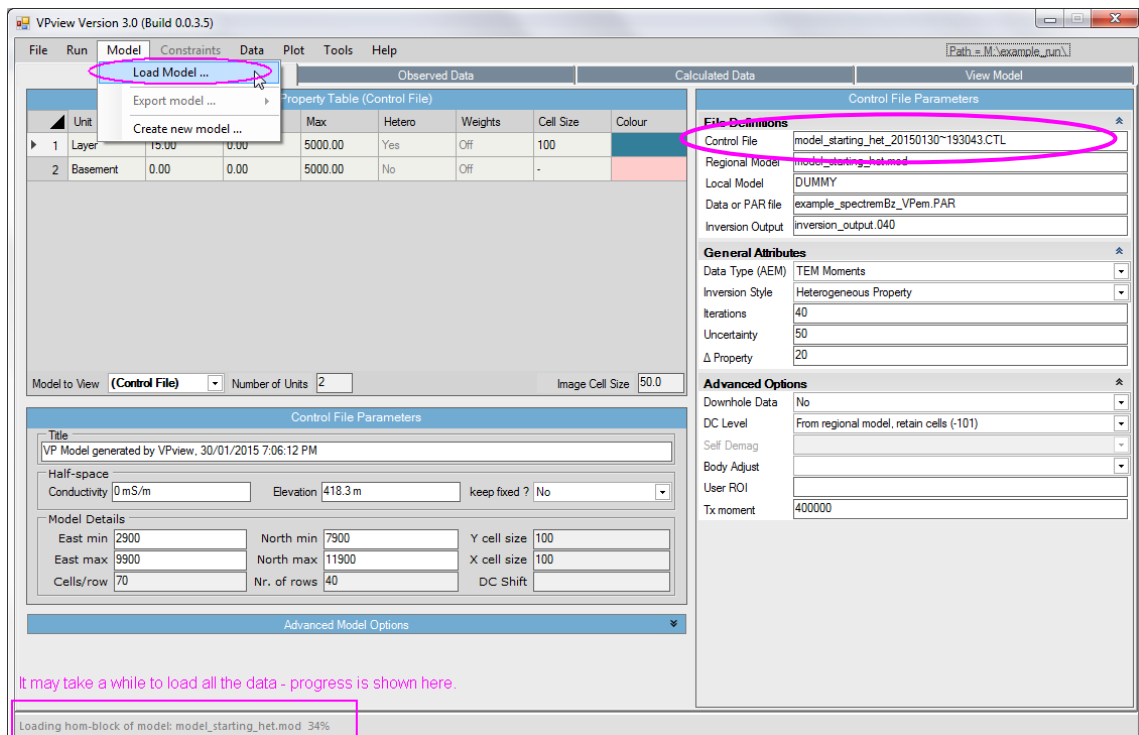 VPview Version 3.0 (Build 0.0.3.5)
File Run Model Constraints Data Plot Tools Help
Path = M:\example_run\
Load Model ...
Export model ...
Create new model ...
Observed Data
Calculated Data
View Model
Property Table (Control File)
Unit Max Hetero Weights Cell Size Colour
1 Layer 15.00 0.00 5000.00 Yes Off 100
2 Basement 0.00 0.00 5000.00 No Off -
Model to View (Control File) Number of Units 2 Image Cell Size 50.0
Control File Parameters
Title
VP Model generated by VPview, 30/01/2015 7:06:12 PM
Half-space
Conductivity 0 mS/m Elevation 418.3 m keep fixed ? No
Model Details
East min 2900 North min 7900 Y cell size 100
East max 9900 North max 11900 X cell size 100
Cells/row 70 Nr. of rows 40 DC Shift
Advanced Model Options
Control File Parameters
File Definitions
Control File model_starting_het_20150130~193043.CTL
Regional Model model_starting_het.mod
Local Model DUMMY
Data or PAR file example_spectremBz_VPem.PAR
Inversion Output inversion_output.040
General Attributes
Data Type (AEM) TEM Moments
Inversion Style Heterogeneous Property
Iterations 40
Uncertainty 50
Δ Property 20
Advanced Options
Downhole Data No
DC Level From regional model, retain cells (-101)
Self Demag
Body Adjust
User ROI
Tx moment 400000
It may take a while to load all the data - progress is shown here.
Loading hom-block of model: model_starting_het.mod 34%